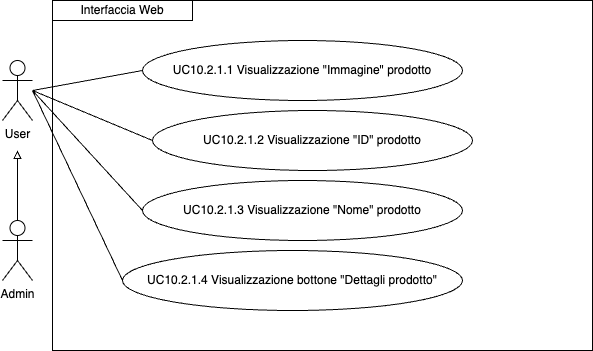 Interfaccia Web
UC10.2.1.1 Visualizzazione "Immagine" prodotto
User
UC10.2.1.2 Visualizzazione "ID" prodotto
UC10.2.1.3 Visualizzazione "Nome" prodotto
UC10.2.1.4 Visualizzazione bottone "Dettagli prodotto"
Admin